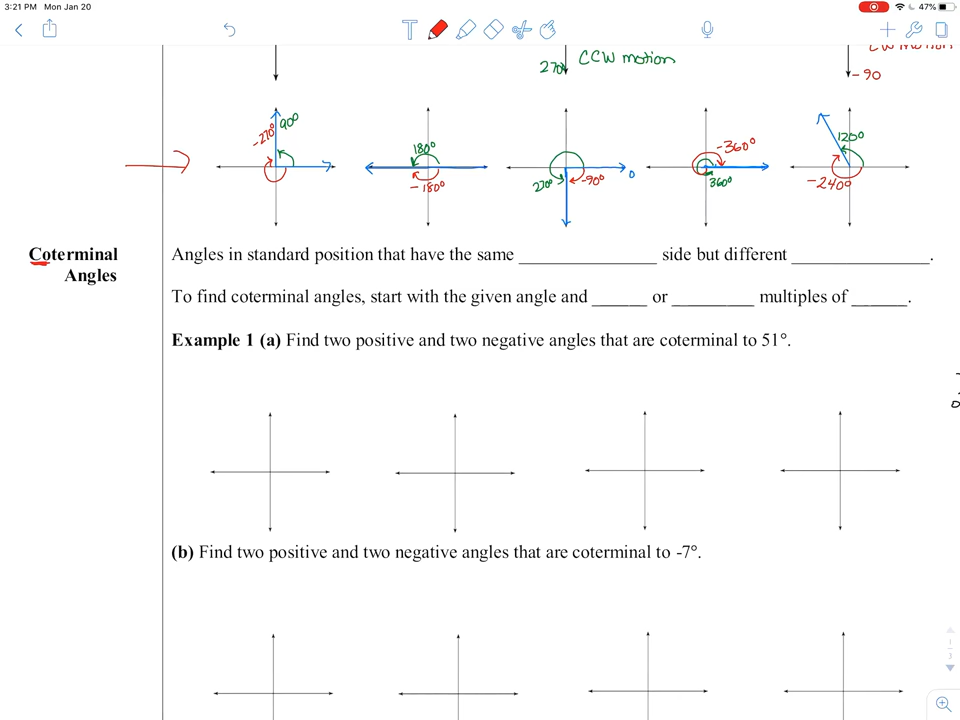 3:21 PM Mon Jan 20
47%
T
270° CCW motion
-90
-270° 90°
180°
-180°
270° -90° 0
-360°
360°
120°
-240°
Coterminal Angles
Angles in standard position that have the same _______________ side but different _______________.
To find coterminal angles, start with the given angle and ______ or _________ multiples of ______.
Example 1 (a) Find two positive and two negative angles that are coterminal to 51°.
(b) Find two positive and two negative angles that are coterminal to -7°.
1
3